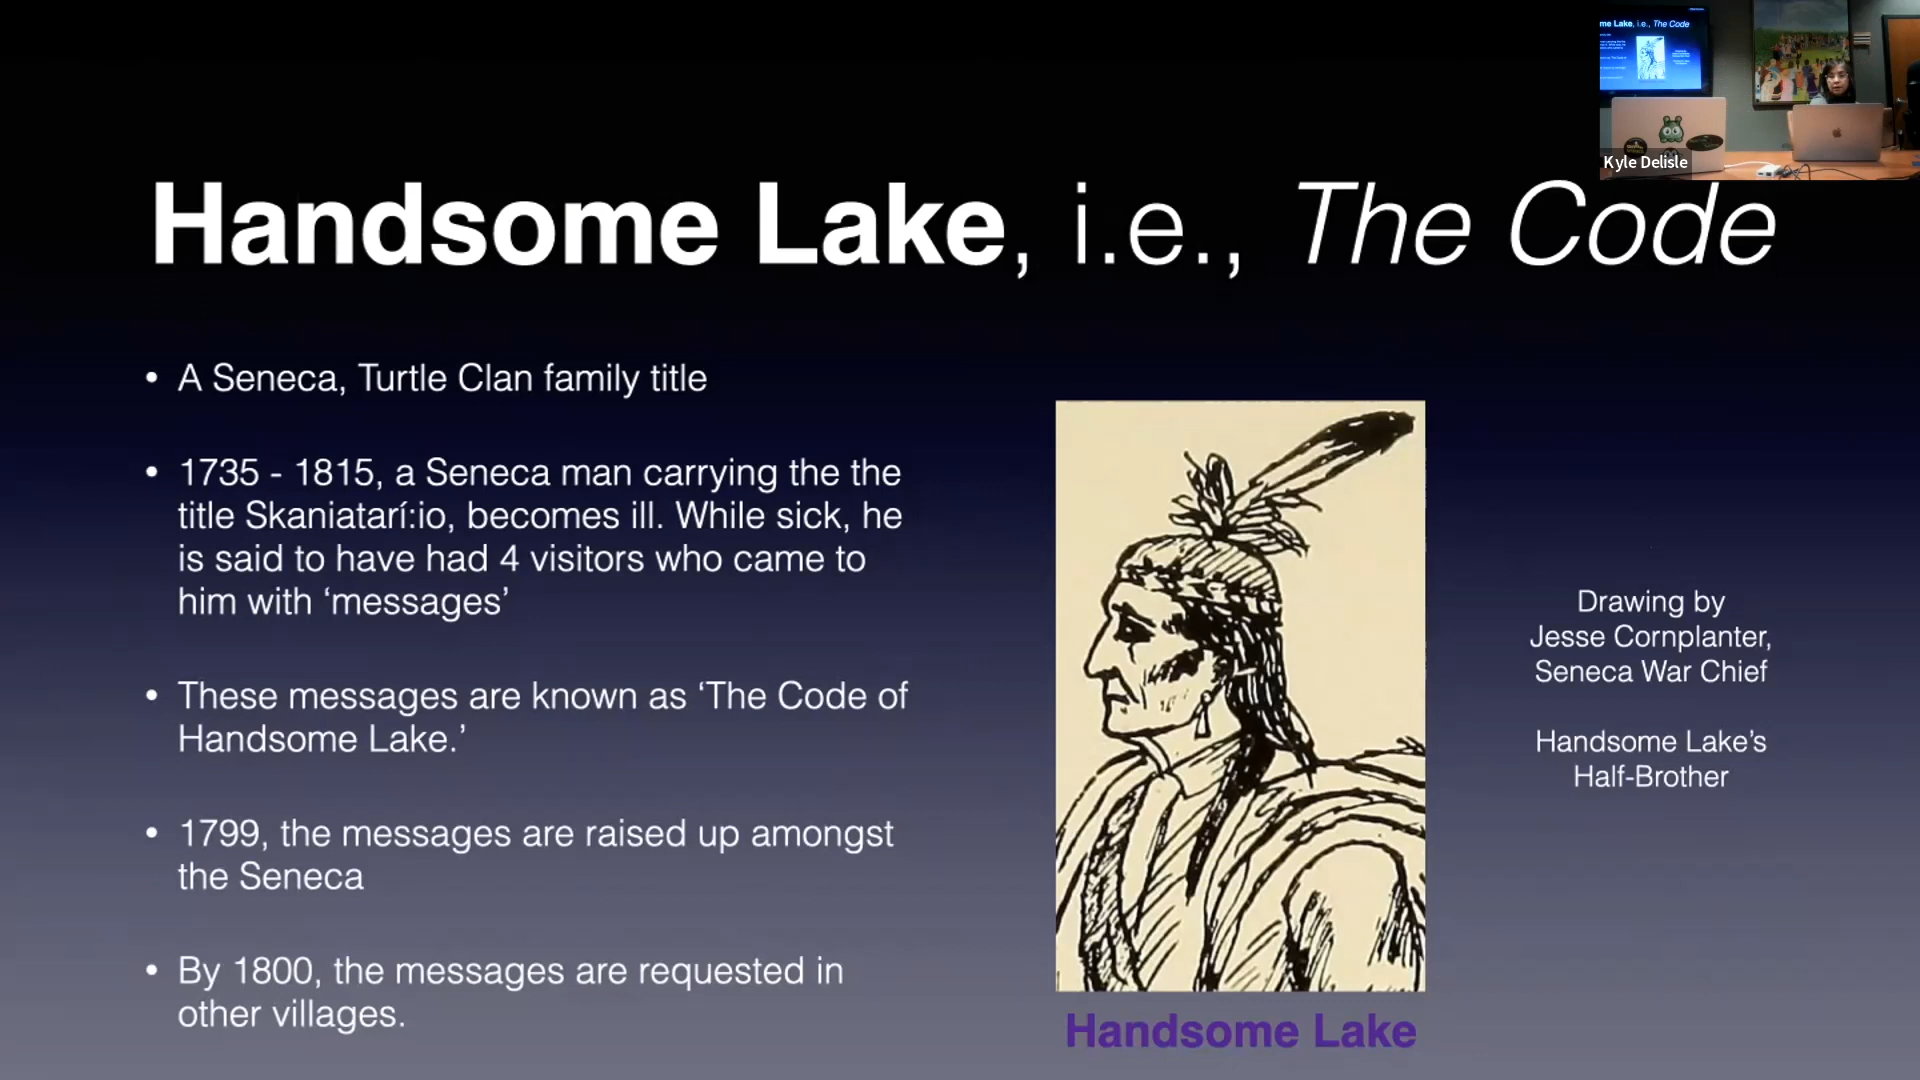 Handsome Lake, i.e., The Code
• A Seneca, Turtle Clan family title
• 1735 - 1815, a Seneca man carrying the the
title Skaniatarí:io, becomes ill. While sick, he
is said to have had 4 visitors who came to
him with ‘messages’
• These messages are known as ‘The Code of
Handsome Lake.’
• 1799, the messages are raised up amongst
the Seneca
• By 1800, the messages are requested in
other villages.
Handsome Lake
Drawing by
Jesse Cornplanter,
Seneca War Chief
Handsome Lake’s
Half-Brother
me Lake, i.e., The Code
Kyle Delisle